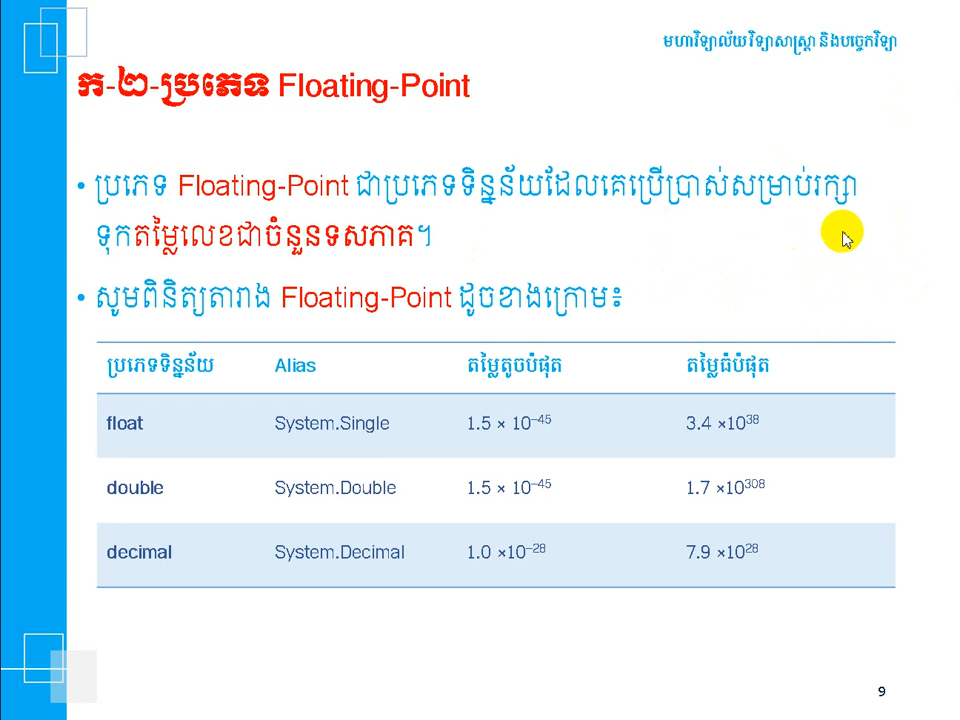 មហាវិទ្យាល័យ វិទ្យាសាស្ត្រា និងបច្ចេកវិទ្យា
ក-២-ប្រភេទ Floating-Point
• ប្រភេទ Floating-Point ជាប្រភេទទិន្នន័យដែលគេប្រើប្រាស់សម្រាប់រក្សា
ទុកតម្លៃលេខជាចំនួនទសភាគ។
• សូមពិនិត្យតារាង Floating-Point ដូចខាងក្រោម៖
ប្រភេទទិន្នន័យ Alias តម្លៃតូចបំផុត តម្លៃធំបំផុត
float System.Single 1.5 × 10⁻⁴⁵ 3.4 ×10³⁸
double System.Double 1.5 × 10⁻⁴⁵ 1.7 ×10³⁰⁸
decimal System.Decimal 1.0 ×10⁻²⁸ 7.9 ×10²⁸
9